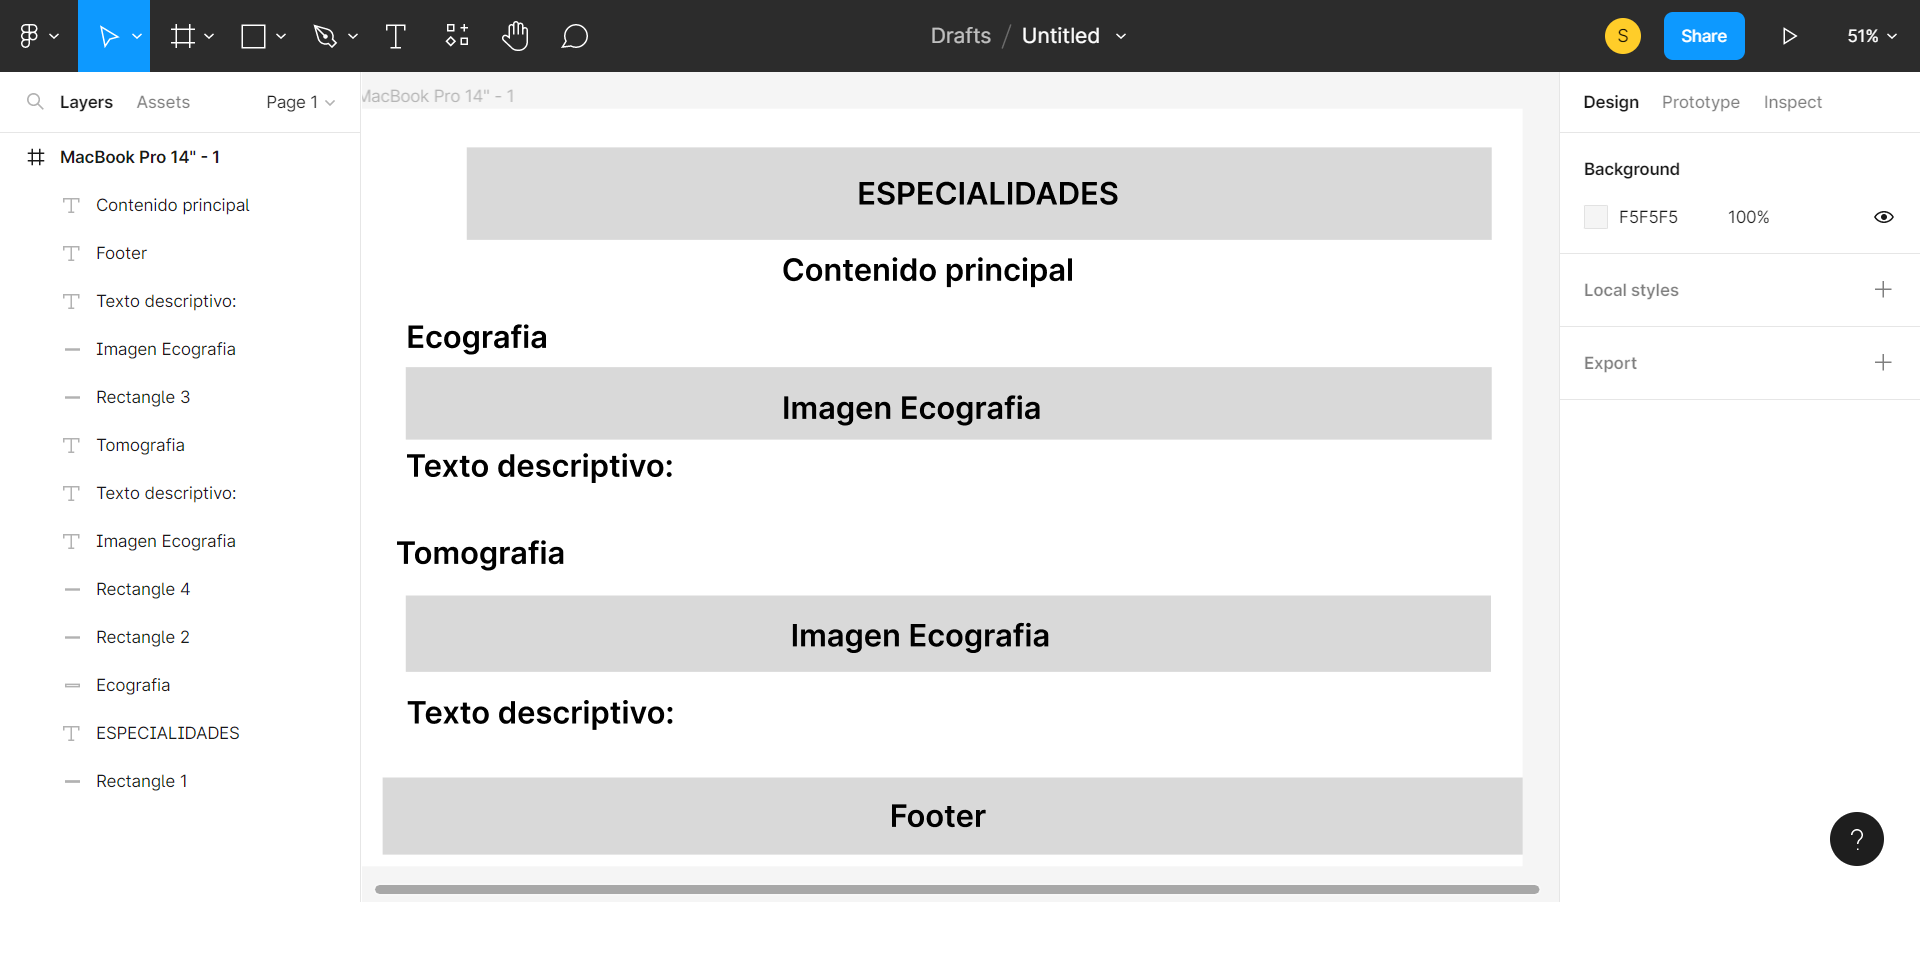 Drafts / Untitled
S
Share
51%
Layers
Assets
Page 1
MacBook Pro 14" - 1
Contenido principal
Footer
Texto descriptivo:
Imagen Ecografia
Rectangle 3
Tomografia
Texto descriptivo:
Imagen Ecografia
Rectangle 4
Rectangle 2
Ecografia
ESPECIALIDADES
Rectangle 1
MacBook Pro 14" - 1
ESPECIALIDADES
Contenido principal
Ecografia
Imagen Ecografia
Texto descriptivo:
Tomografia
Imagen Ecografia
Texto descriptivo:
Footer
Design
Prototype
Inspect
Background
F5F5F5
100%
Local styles
Export
?